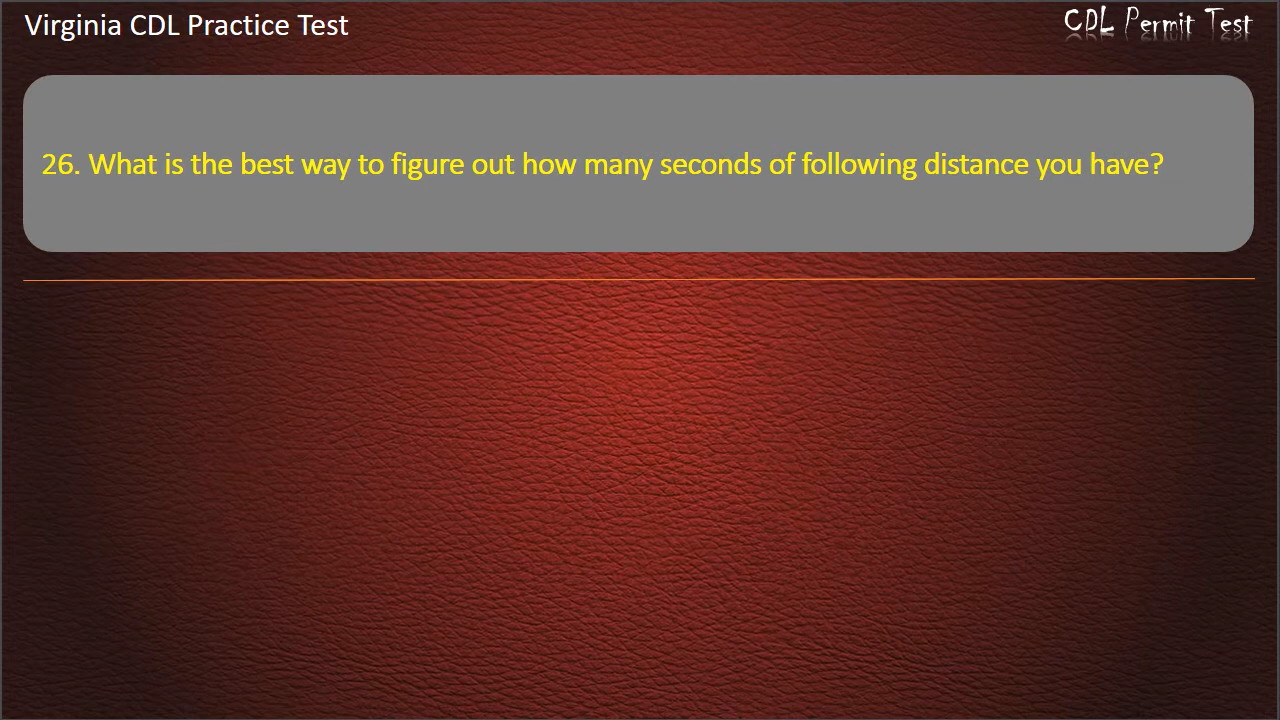 Virginia CDL Practice Test
CDL Permit Test
26. What is the best way to figure out how many seconds of following distance you have?